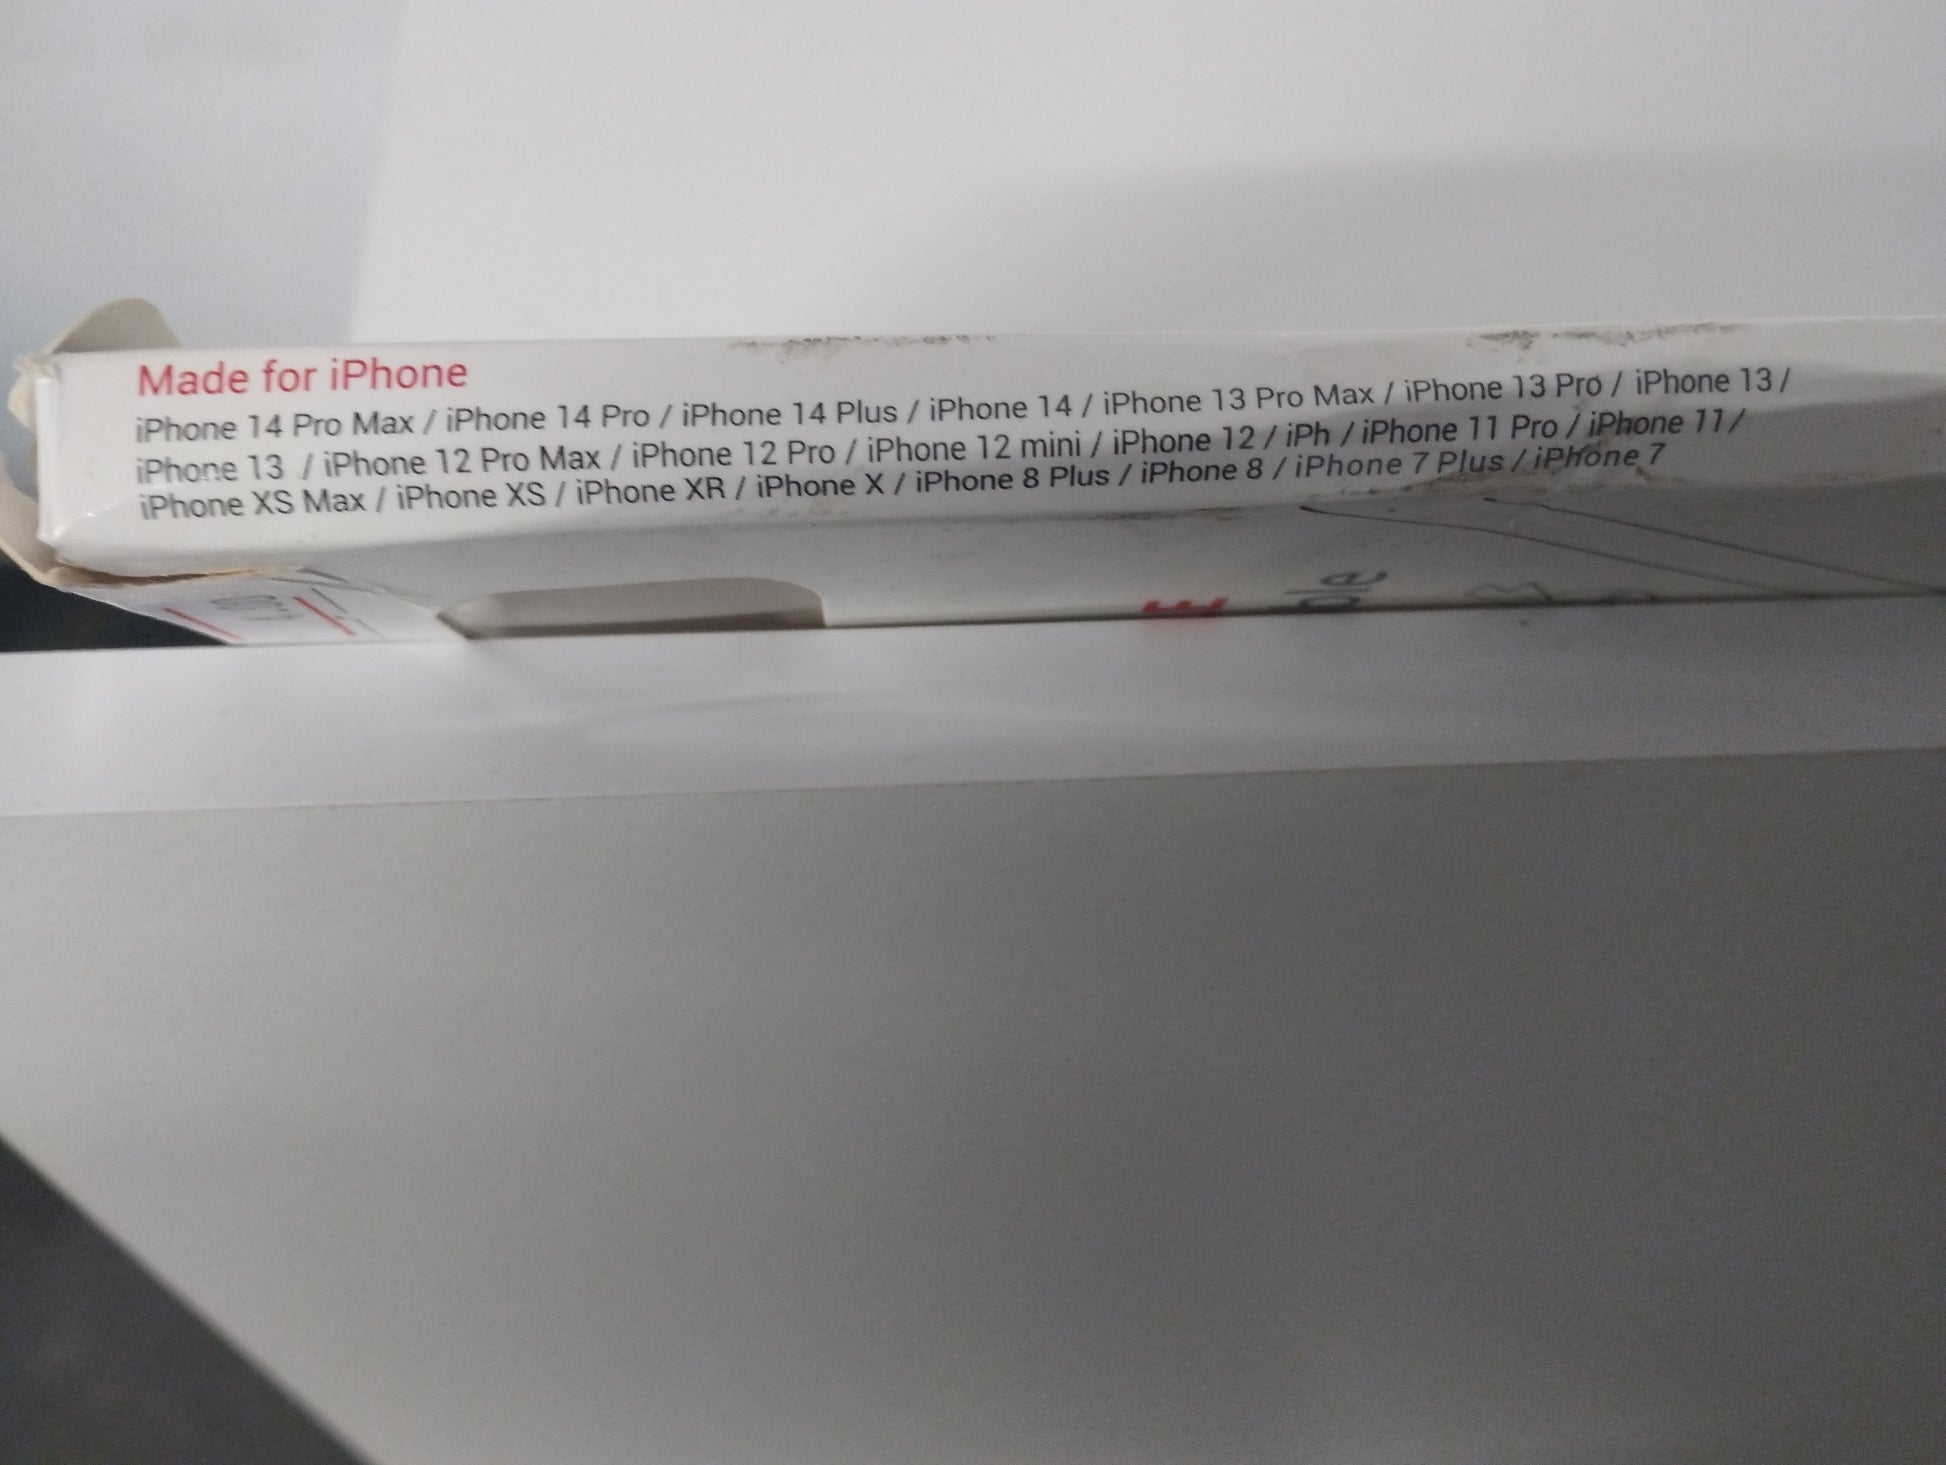 Made for iPhone
iPhone 14 Pro Max / iPhone 14 Pro / iPhone 14 Plus / iPhone 14 / iPhone 13 Pro Max / iPhone 13 Pro / iPhone 13 /
iPhone 13 / iPhone 12 Pro Max / iPhone 12 Pro / iPhone 12 mini / iPhone 12 / iPh / iPhone 11 Pro / iPhone 11 /
iPhone XS Max / iPhone XS / iPhone XR / iPhone X / iPhone 8 Plus / iPhone 8 / iPhone 7 Plus / iPhone 7